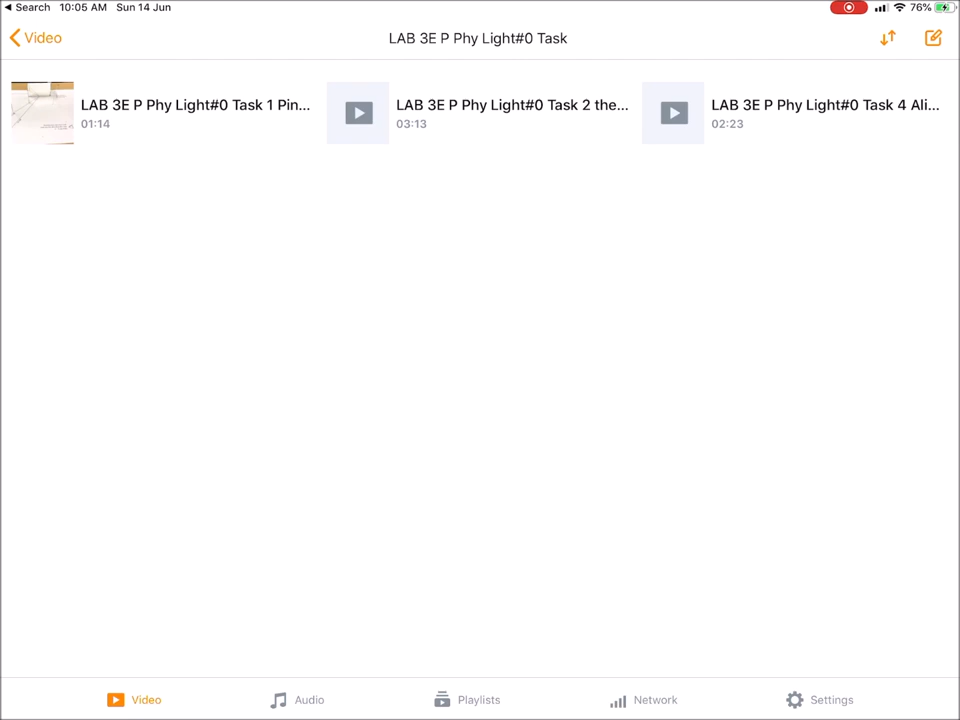 Search 10:05 AM Sun 14 Jun 76%
Video LAB 3E P Phy Light#0 Task
LAB 3E P Phy Light#0 Task 1 Pin... LAB 3E P Phy Light#0 Task 2 the... LAB 3E P Phy Light#0 Task 4 Ali...
01:14 03:13 02:23
Video Audio Playlists Network Settings